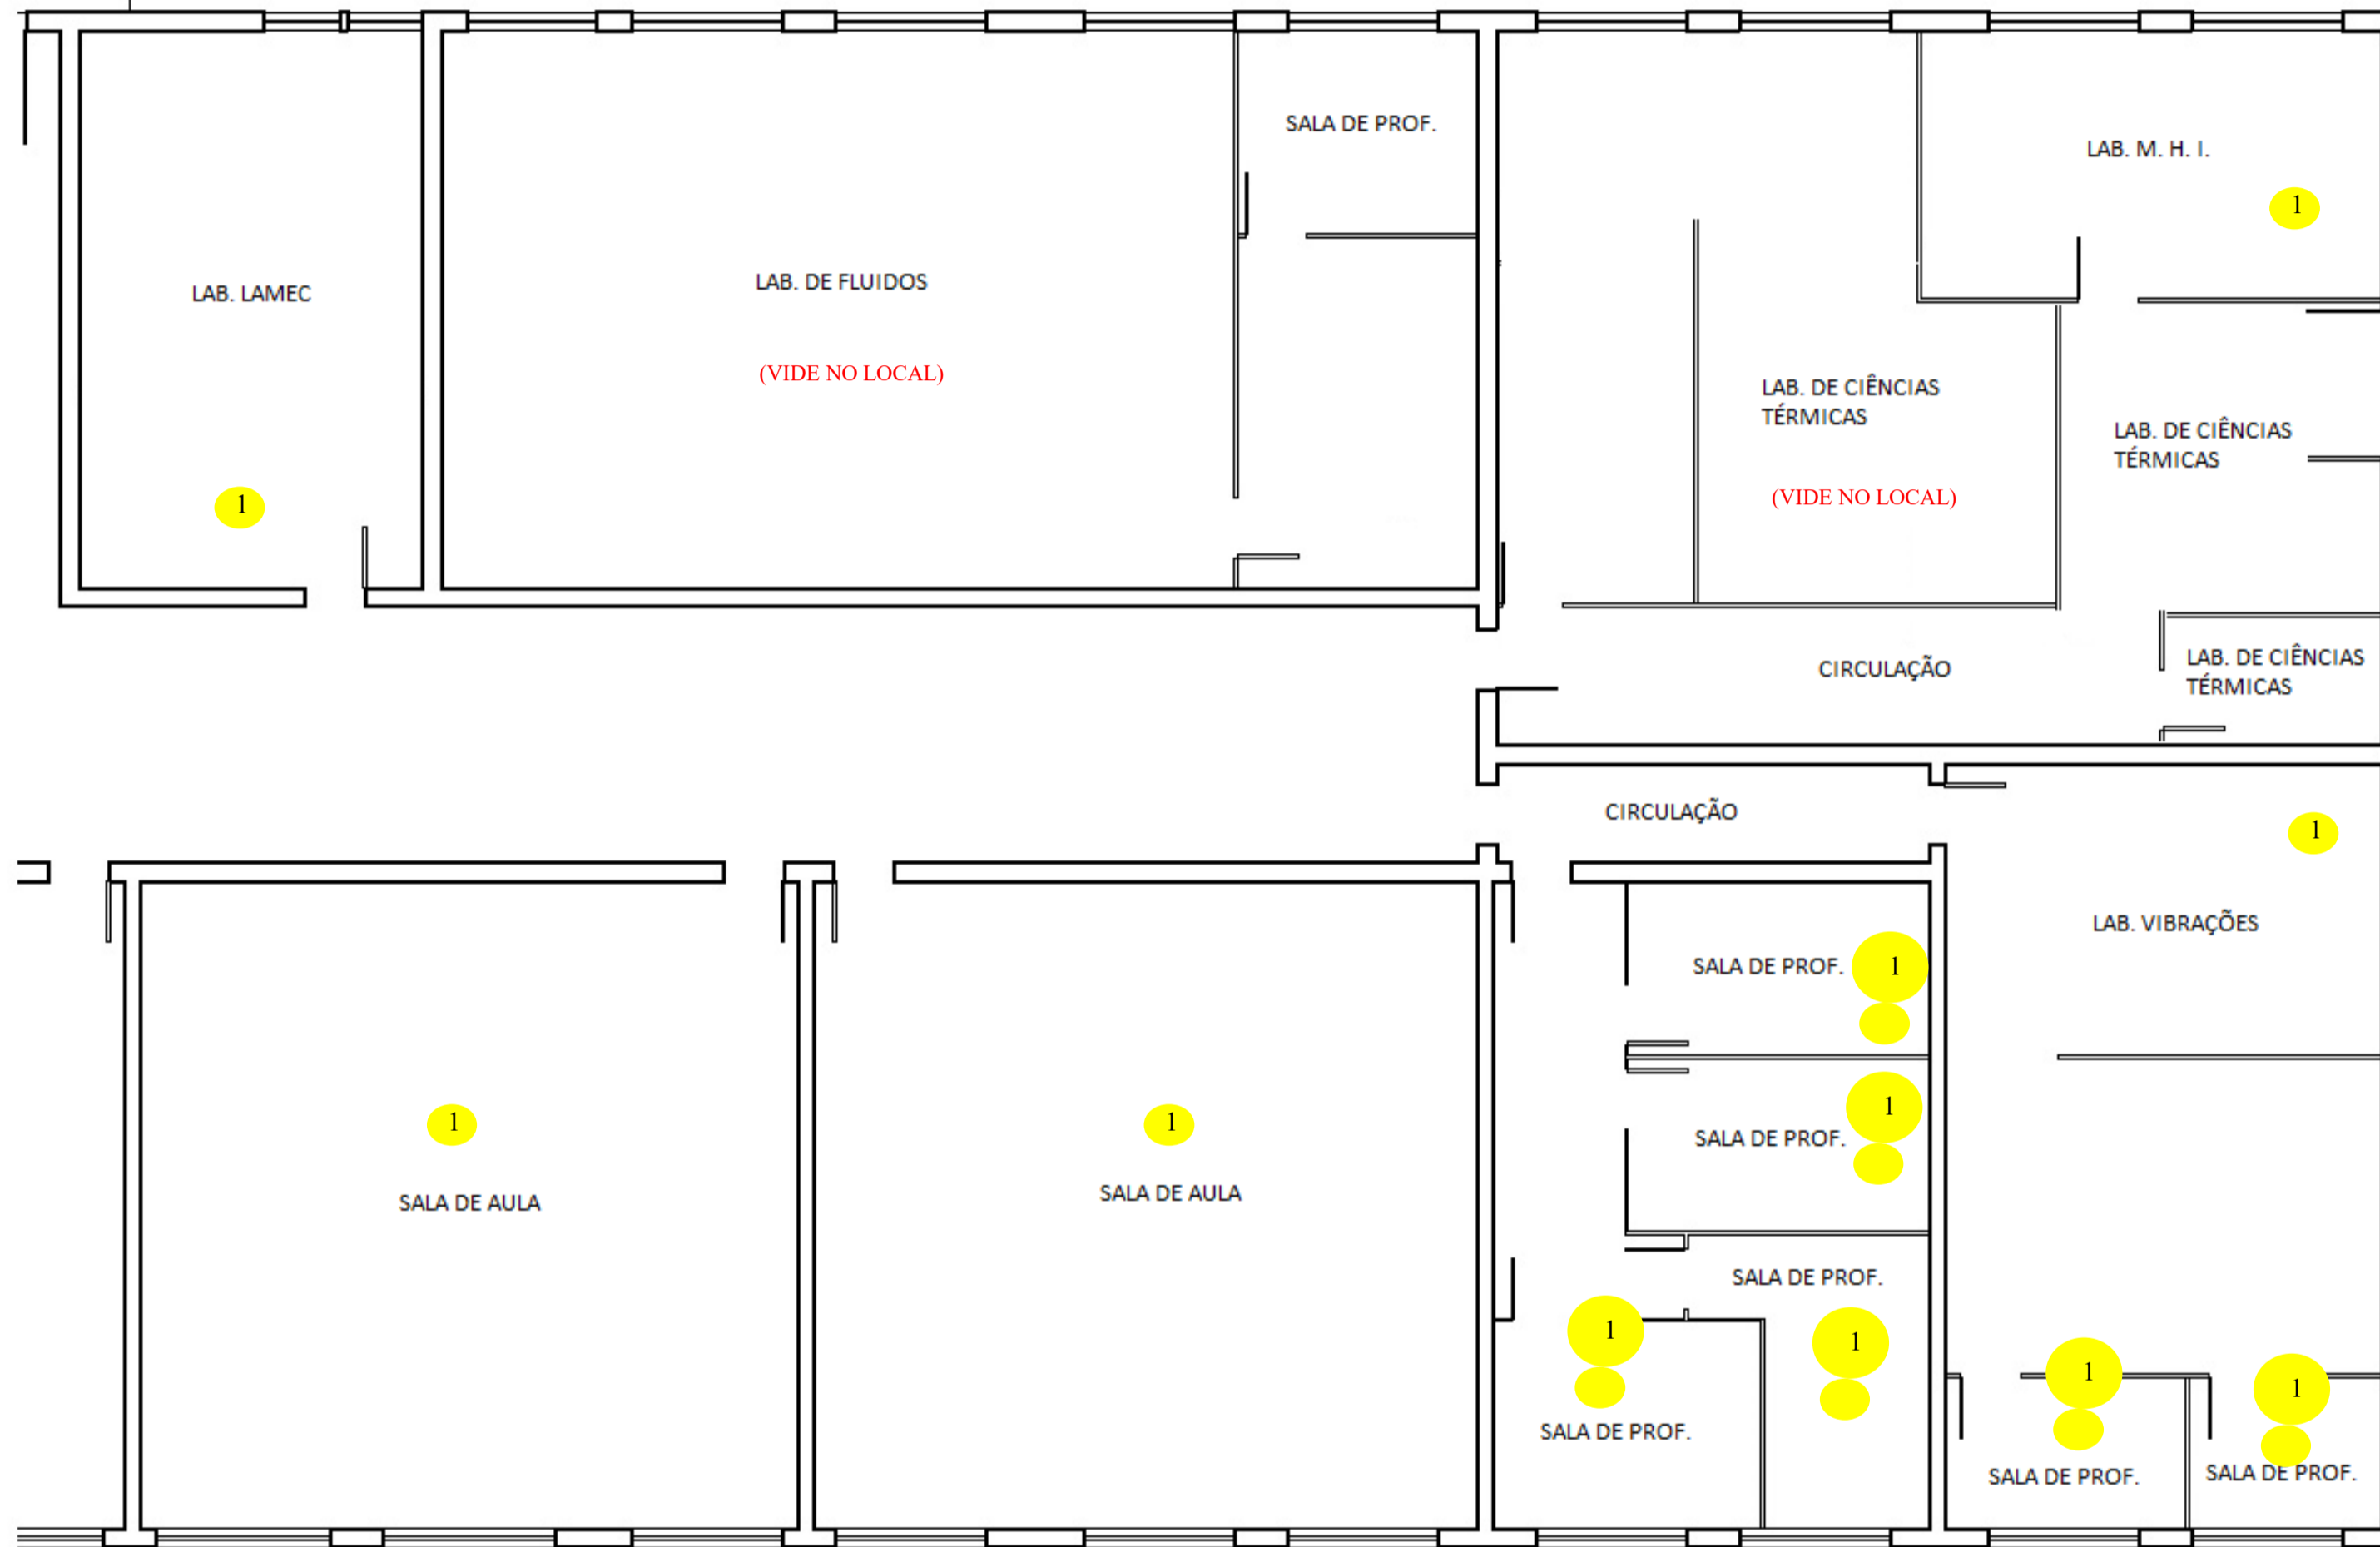 SALA DE PROF.
LAB. M. H. I.
1
LAB. DE FLUIDOS
LAB. LAMEC
(VIDE NO LOCAL)
LAB. DE CIÊNCIAS
TÉRMICAS
LAB. DE CIÊNCIAS
TÉRMICAS
(VIDE NO LOCAL)
1
CIRCULAÇÃO
LAB. DE CIÊNCIAS
TÉRMICAS
CIRCULAÇÃO
1
LAB. VIBRAÇÕES
SALA DE PROF.
1
1
1
1
SALA DE PROF.
SALA DE AULA
SALA DE AULA
SALA DE PROF.
1
1
1
1
SALA DE PROF.
SALA DE PROF.
SALA DE PROF.